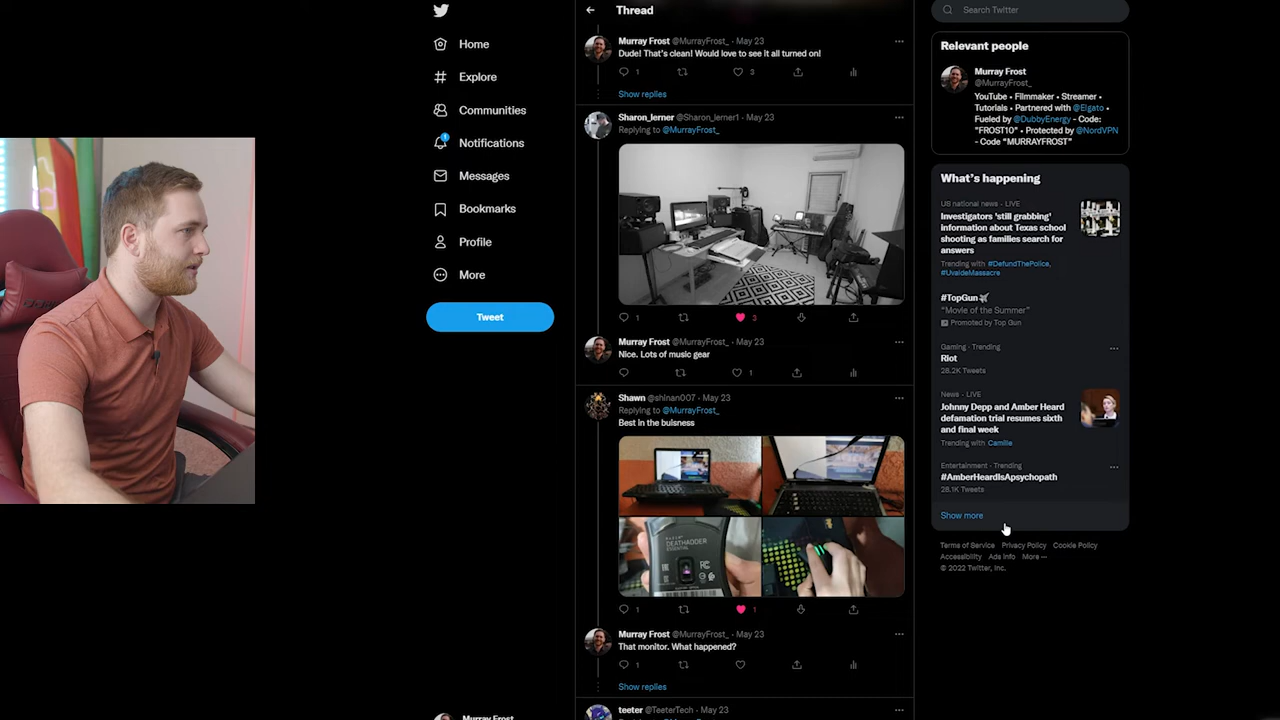 Home
Explore
Communities
Notifications
Messages
Bookmarks
Profile
More
Tweet
Murray Frost
Thread
Murray Frost @MurrayFrost_ · May 23
Dude! That's clean! Would love to see it all turned on!
1
3
Show replies
Sharon_lerner @Sharon_lerner1 · May 23
Replying to @MurrayFrost_
1
3
Murray Frost @MurrayFrost_ · May 23
Nice. Lots of music gear
1
Shawn @shinan007 · May 23
Replying to @MurrayFrost_
Best in the buisness
DEATHADDER
ESSENTIAL
1
1
Murray Frost @MurrayFrost_ · May 23
That monitor. What happened?
1
Show replies
teeter @TeeterTech · May 23
Search Twitter
Relevant people
Murray Frost
@MurrayFrost_
YouTube • Filmmaker • Streamer •
Tutorials • Partnered with @Elgato •
Fueled by @DubbyEnergy - Code:
"FROST10" • Protected by @NordVPN
- Code "MURRAYFROST"
What's happening
US national news · LIVE
Investigators 'still grabbing'
information about Texas school
shooting as families search for
answers
Trending with #DefundThePolice,
#UvaldeMassacre
#TopGun
"Movie of the Summer"
Promoted by Top Gun
Gaming · Trending
Riot
28.2K Tweets
News · LIVE
Johnny Depp and Amber Heard
defamation trial resumes sixth
and final week
Trending with Camille
Entertainment · Trending
#AmberHeardIsApsychopath
28.1K Tweets
Show more
Terms of Service Privacy Policy Cookie Policy
Accessibility Ads info More ···
© 2022 Twitter, Inc.